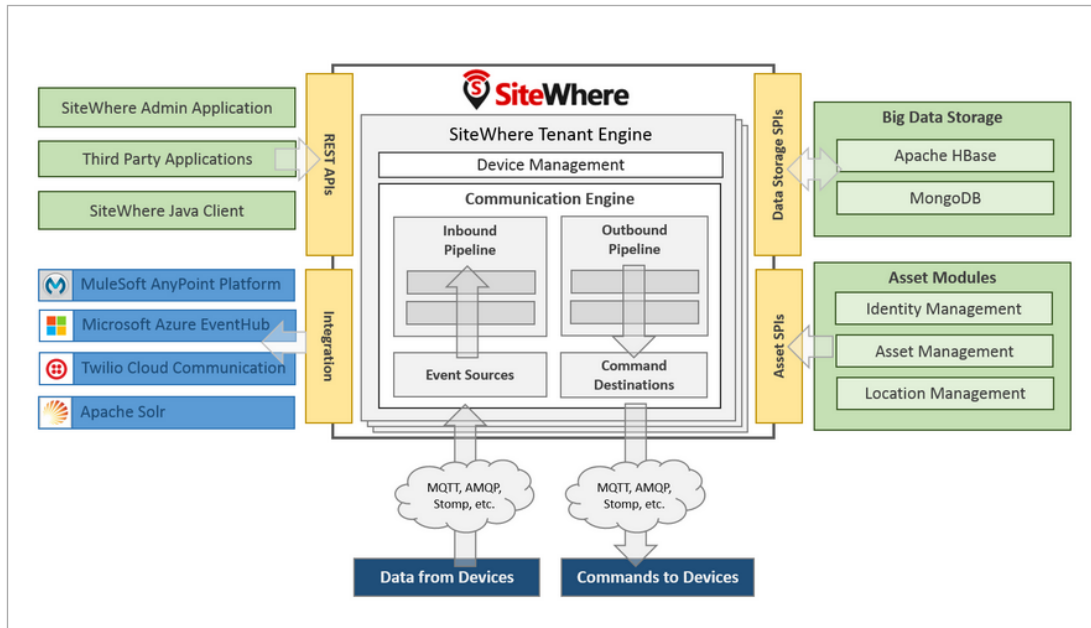 SiteWhere
SiteWhere Admin Application
Third Party Applications
SiteWhere Java Client
REST APIs
MuleSoft AnyPoint Platform
Microsoft Azure EventHub
Twilio Cloud Communication
Apache Solr
Integration
SiteWhere Tenant Engine
Device Management
Communication Engine
Inbound
Pipeline
Outbound
Pipeline
Event Sources
Command
Destinations
Data Storage SPIs
Big Data Storage
Apache HBase
MongoDB
Asset SPIs
Asset Modules
Identity Management
Asset Management
Location Management
MQTT, AMQP,
Stomp, etc.
MQTT, AMQP,
Stomp, etc.
Data from Devices
Commands to Devices